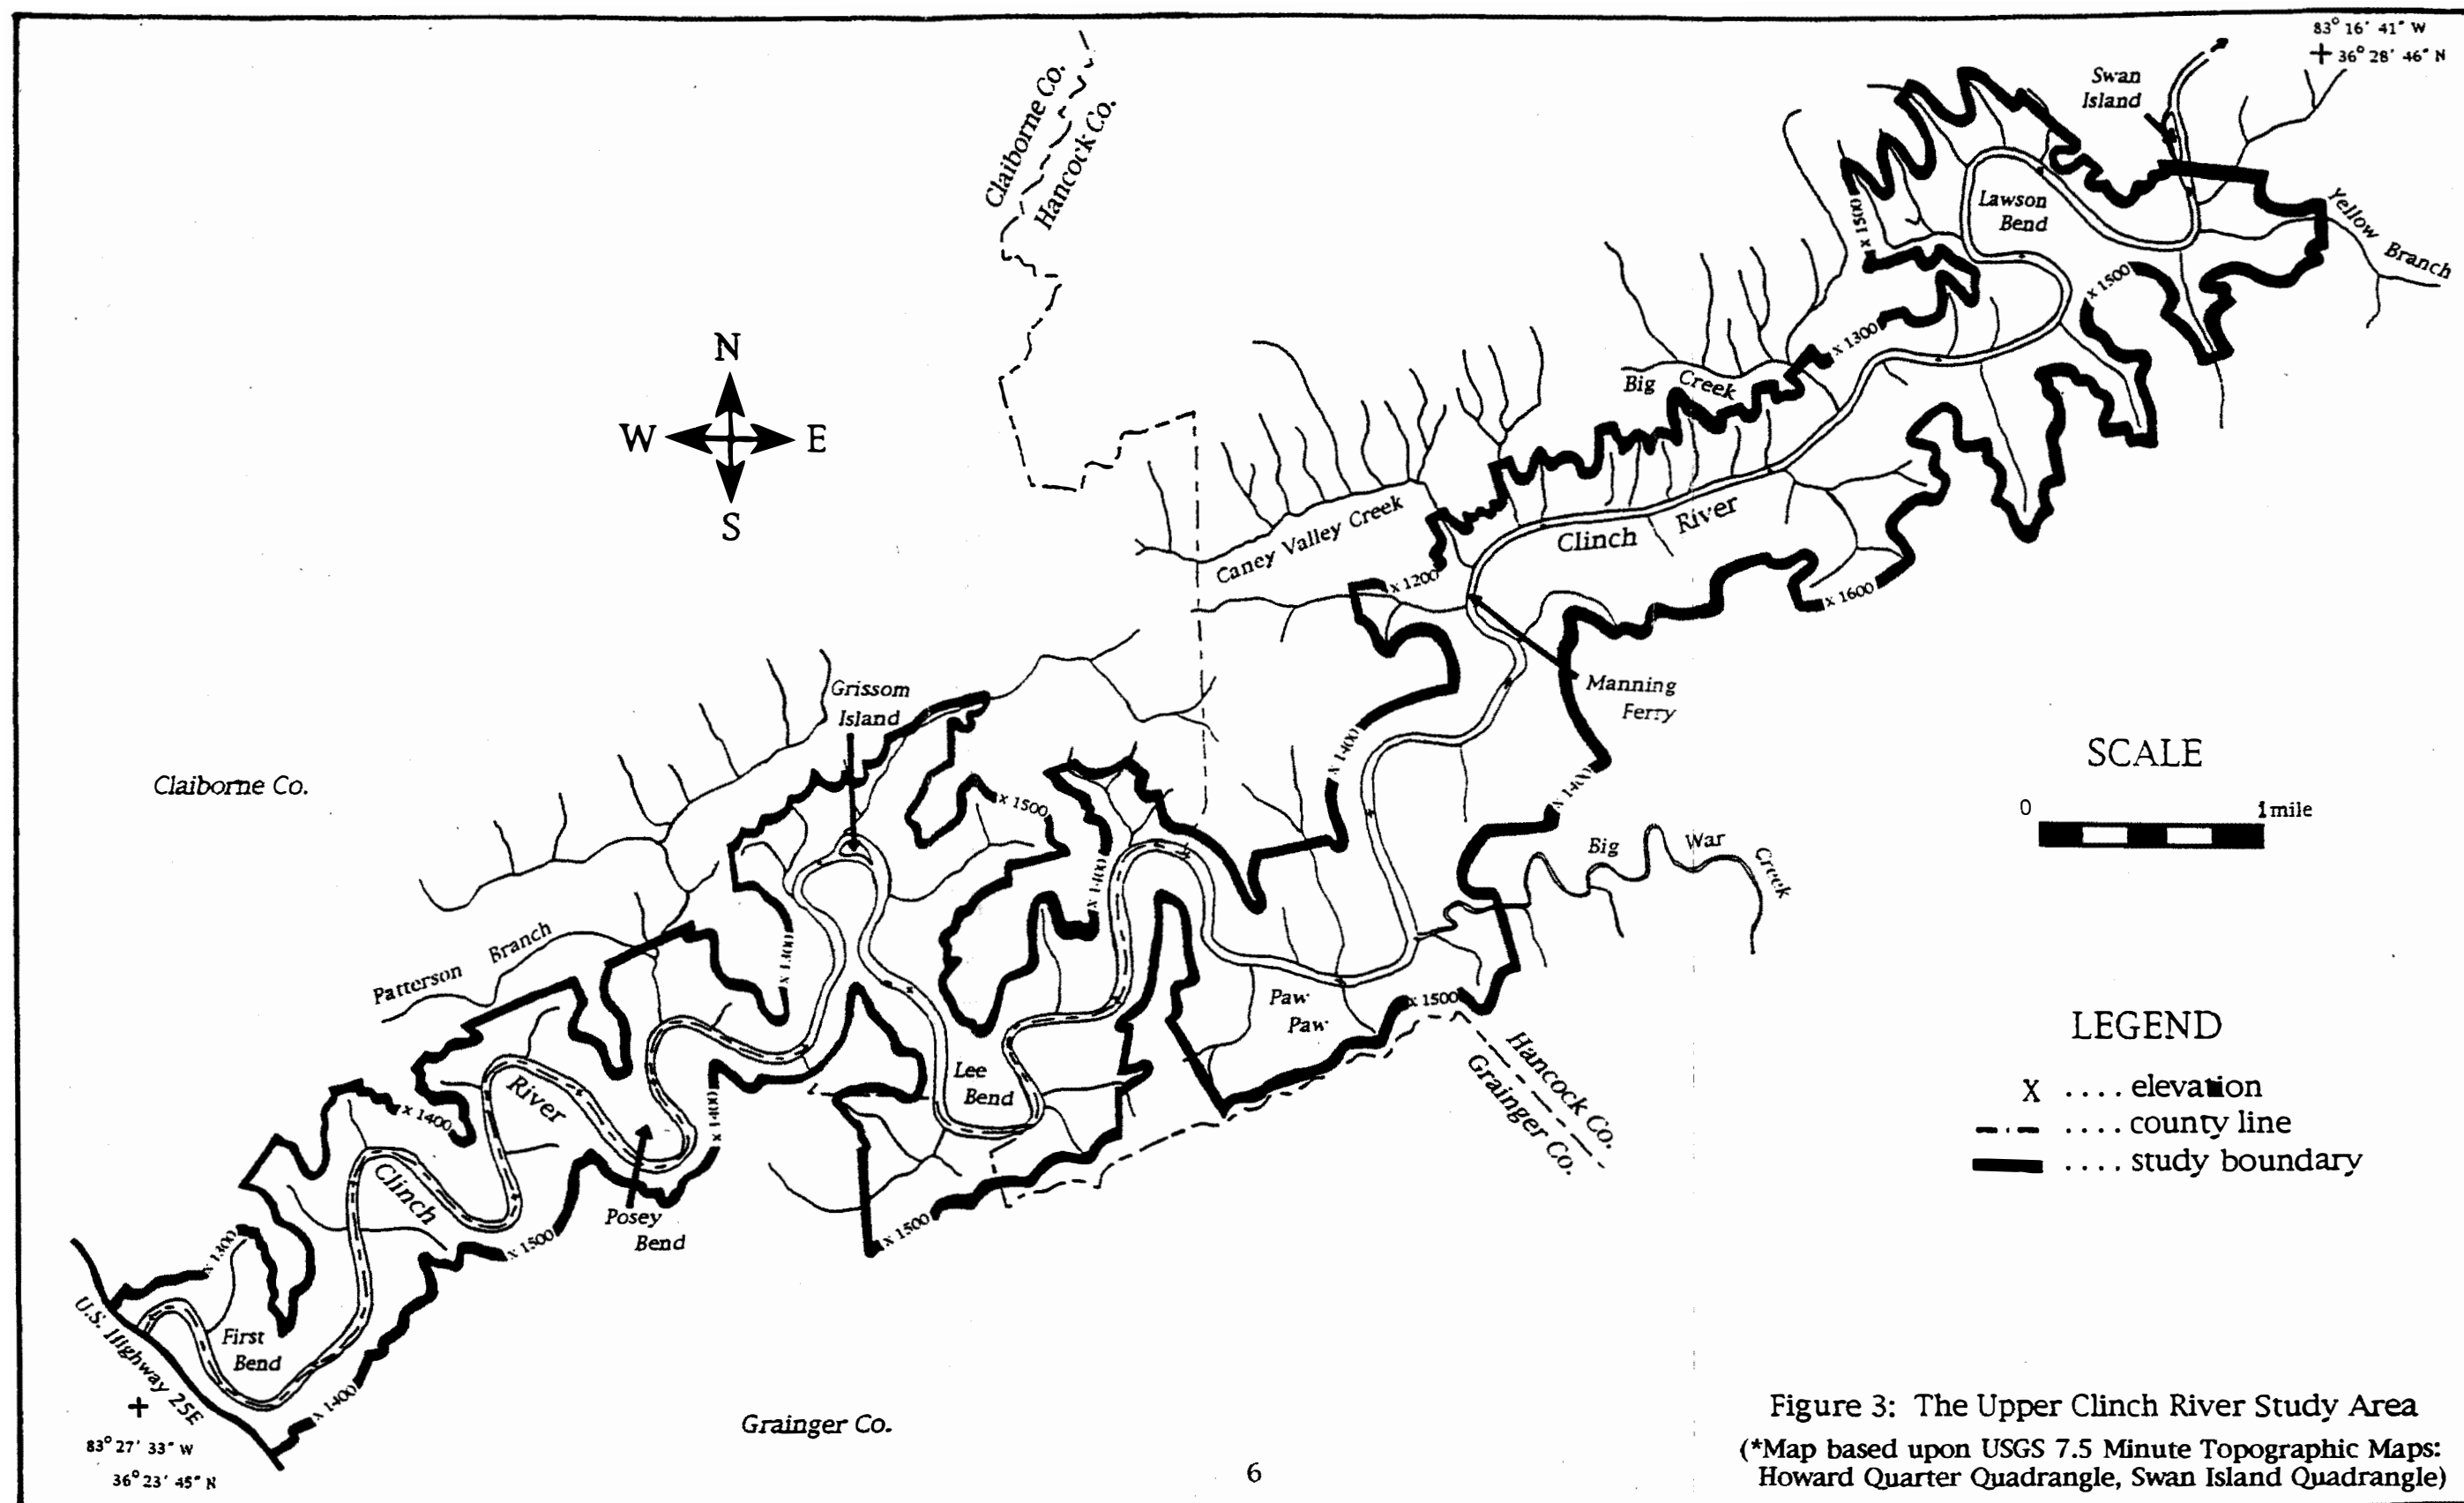 83° 16' 41" W
36° 28' 46" N
Swan
Island
Claiborne Co.
Hancock Co.
Lawson
Bend
Yellow Branch
x 1500
x 1500
x 1300
N
W E
S
Big Creek
Caney Valley Creek
Clinch River
x 1200
x 1600
Grissom
Island
Manning
Ferry
x 1400
x 1400
SCALE
0 1 mile
Claiborne Co.
x 1500
Big War Creek
x 1400
x 1300
Patterson Branch
Paw
Paw
x 1500
Hancock Co.
Grainger Co.
LEGEND
X .... elevation
.... county line
.... study boundary
Lee
Bend
River
x 1400
x 1400
Clinch
Posey
Bend
x 1500
x 1500
x 1300
U.S. Highway 25E
First
Bend
x 1400
83° 27' 33" W
36° 23' 45" N
Grainger Co.
6
Figure 3: The Upper Clinch River Study Area
(*Map based upon USGS 7.5 Minute Topographic Maps:
Howard Quarter Quadrangle, Swan Island Quadrangle)